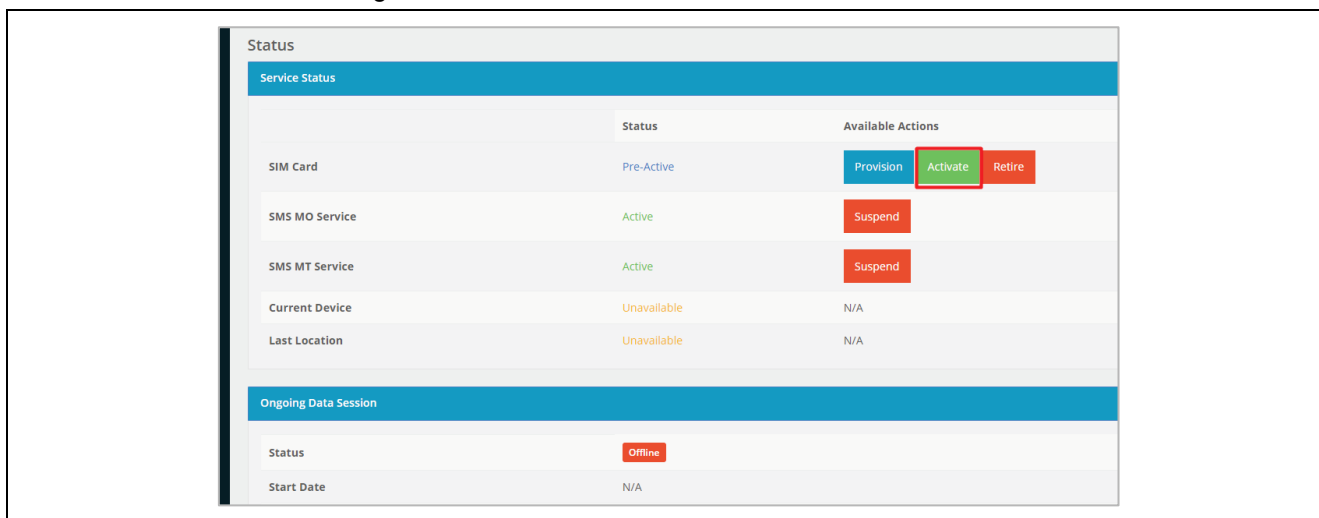 Status
Service Status
Status Available Actions
SIM Card Pre-Active Provision Activate Retire
SMS MO Service Active Suspend
SMS MT Service Active Suspend
Current Device Unavailable N/A
Last Location Unavailable N/A
Ongoing Data Session
Status Offline
Start Date N/A